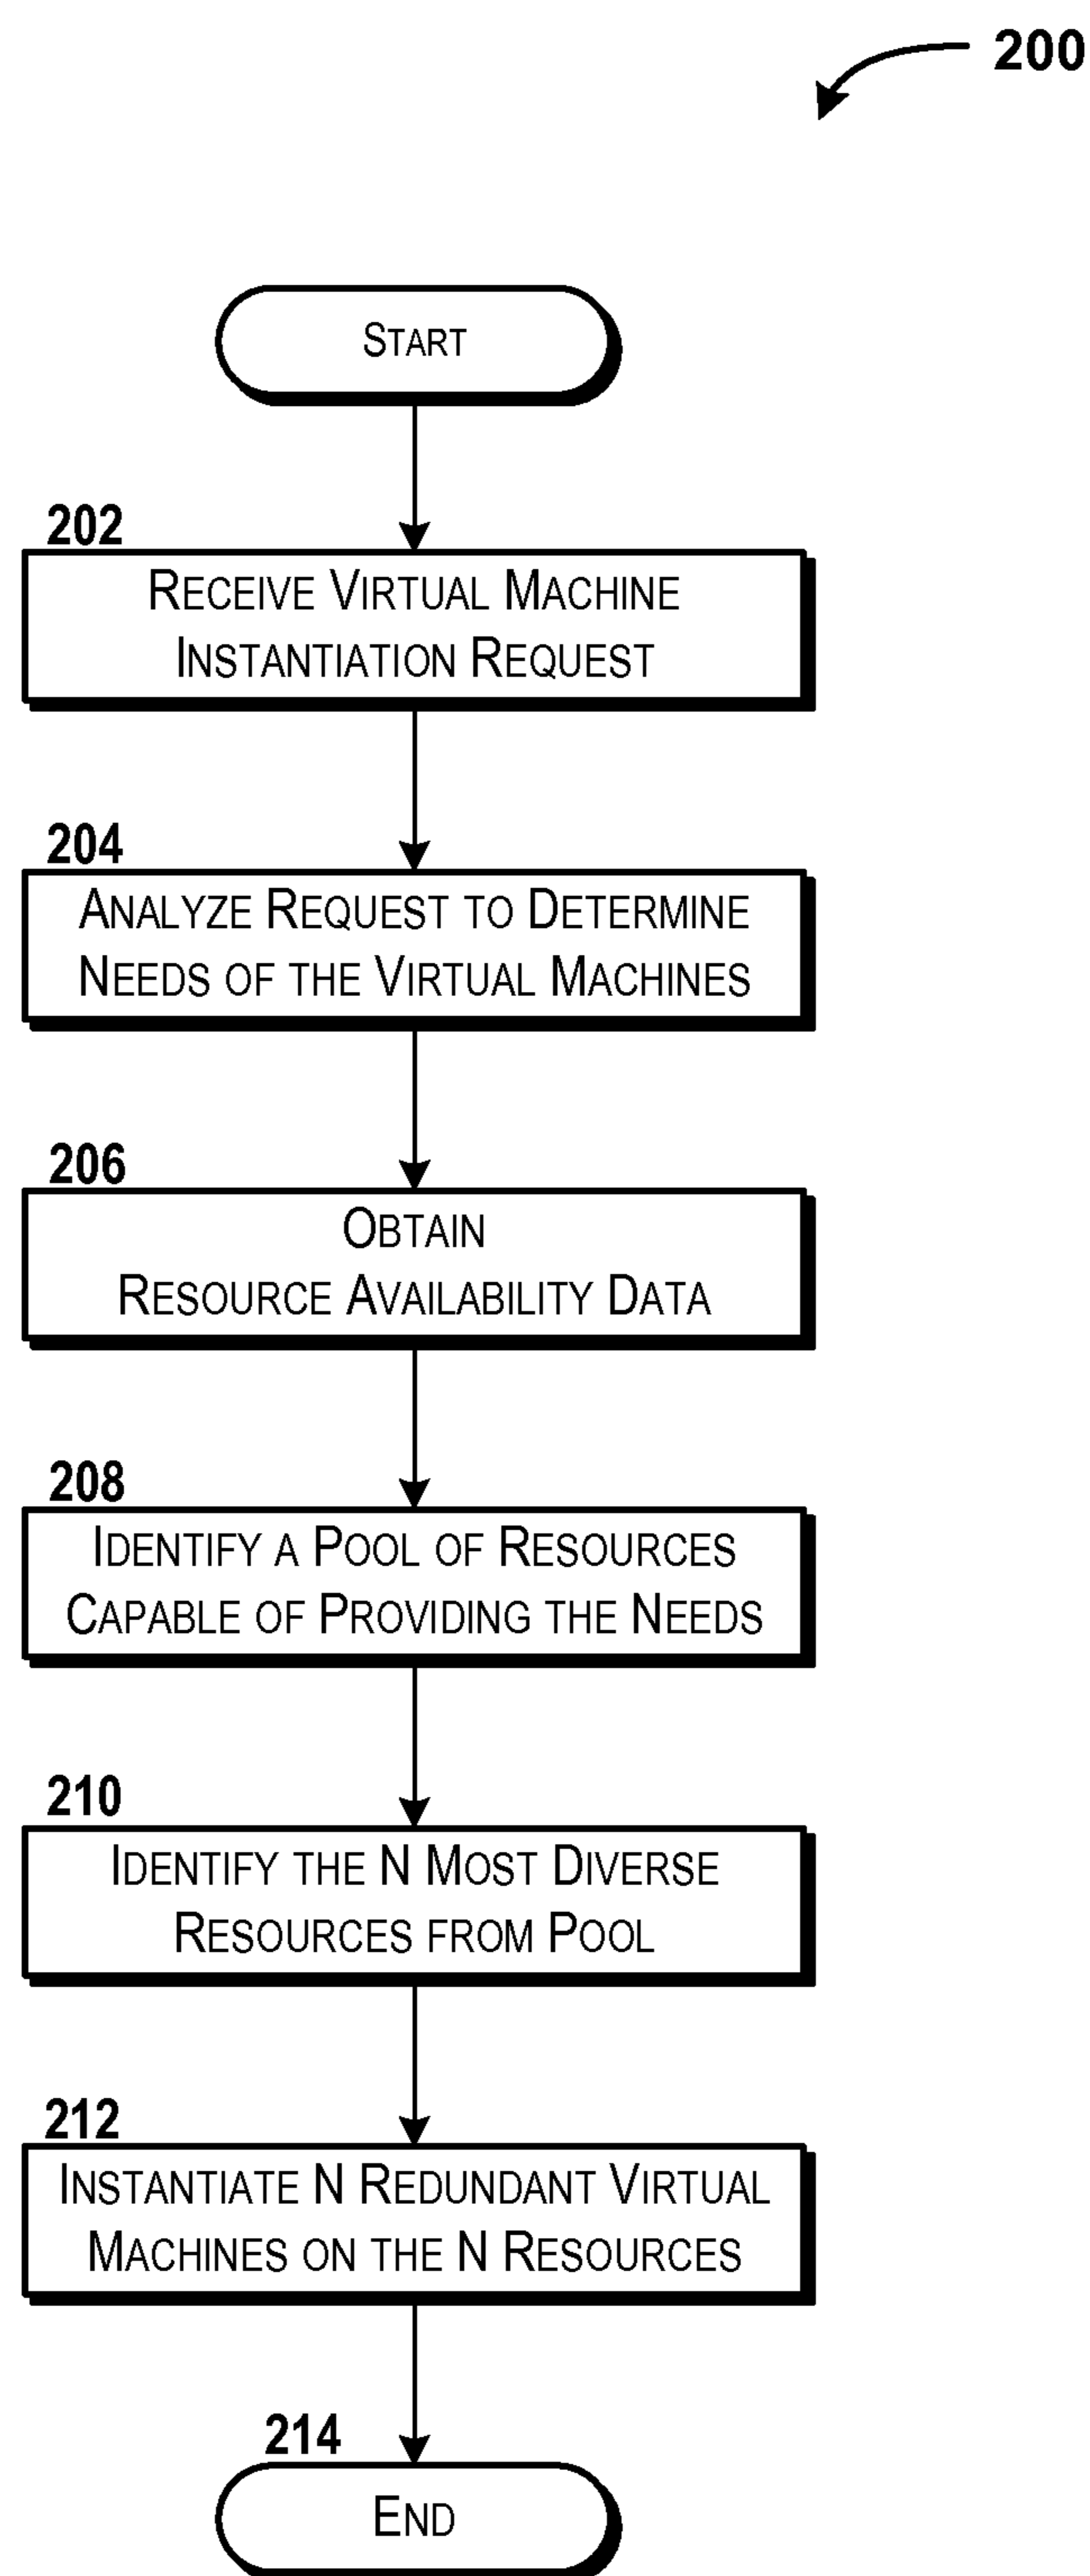 200
START
202
RECEIVE VIRTUAL MACHINE
INSTANTIATION REQUEST
204
ANALYZE REQUEST TO DETERMINE
NEEDS OF THE VIRTUAL MACHINES
206
OBTAIN
RESOURCE AVAILABILITY DATA
208
IDENTIFY A POOL OF RESOURCES
CAPABLE OF PROVIDING THE NEEDS
210
IDENTIFY THE N MOST DIVERSE
RESOURCES FROM POOL
212
INSTANTIATE N REDUNDANT VIRTUAL
MACHINES ON THE N RESOURCES
214
END